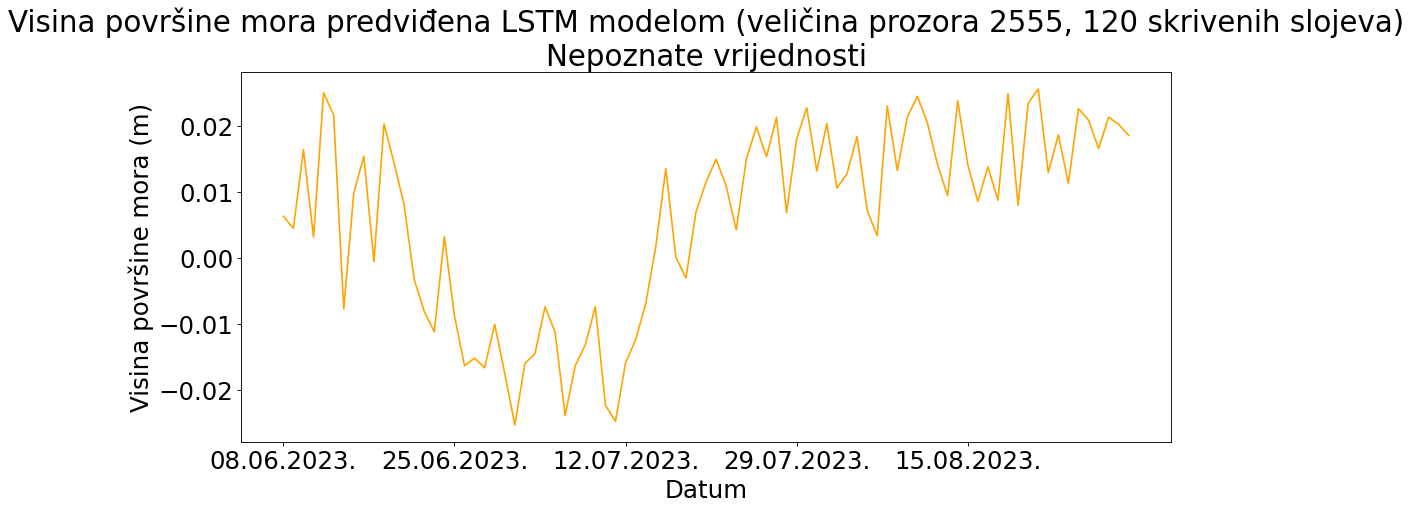 Visina površine mora predviđena LSTM modelom (veličina prozora 2555, 120 skrivenih slojeva)
Nepoznate vrijednosti
Visina površine mora (m)
0.02
0.01
0.00
−0.01
−0.02
08.06.2023. 25.06.2023. 12.07.2023. 29.07.2023. 15.08.2023.
Datum